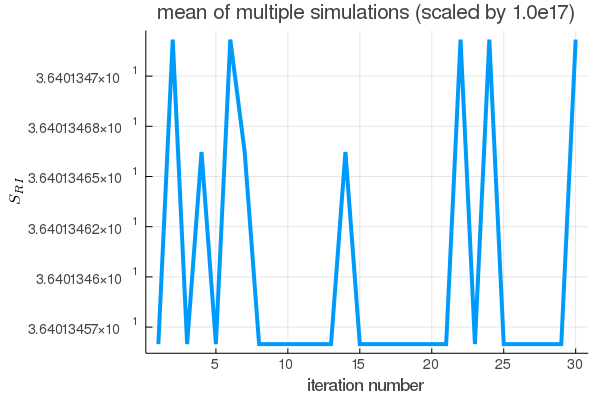 mean of multiple simulations (scaled by 1.0e17)
3.6401347×10 1
3.64013468×10 1
3.64013465×10 1
3.64013462×10 1
3.6401346×10 1
3.64013457×10 1
S_RI
5 10 15 20 25 30
iteration number